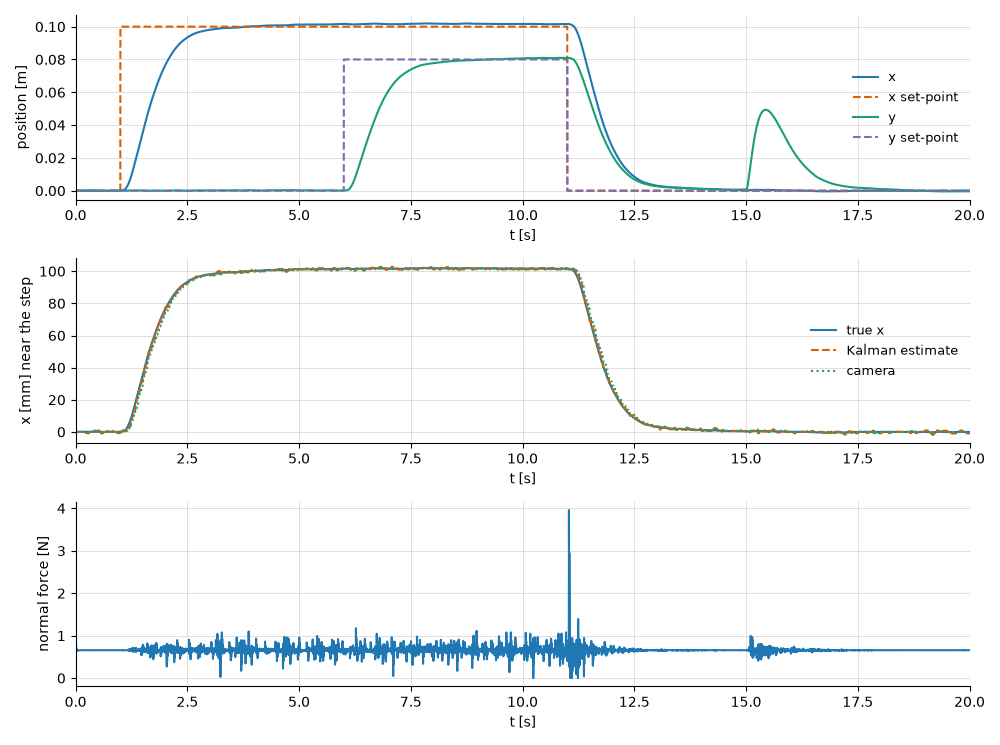 position [m]
0.10
0.08
0.06
0.04
0.02
0.00
x
x set-point
y
y set-point
0.0 2.5 5.0 7.5 10.0 12.5 15.0 17.5 20.0
t [s]
x [mm] near the step
100
80
60
40
20
0
true x
Kalman estimate
camera
0.0 2.5 5.0 7.5 10.0 12.5 15.0 17.5 20.0
t [s]
normal force [N]
4
3
2
1
0
0.0 2.5 5.0 7.5 10.0 12.5 15.0 17.5 20.0
t [s]